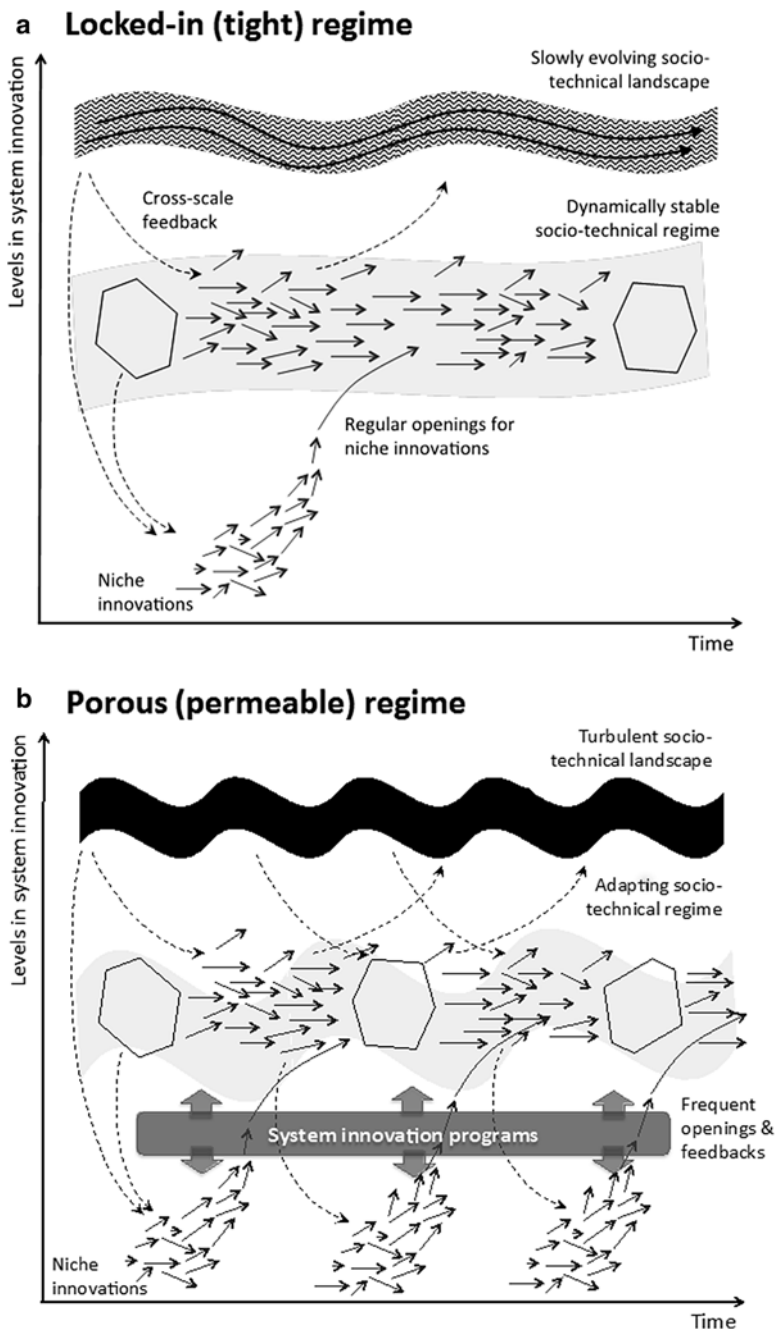 a Locked-in (tight) regime
Levels in system innovation
Slowly evolving socio-
technical landscape
Cross-scale
feedback
Dynamically stable
socio-technical regime
Regular openings for
niche innovations
Niche
innovations
Time
b Porous (permeable) regime
Levels in system innovation
Turbulent socio-
technical landscape
Adapting socio-
technical regime
Frequent
openings &
feedbacks
System innovation programs
Niche
innovations
Time